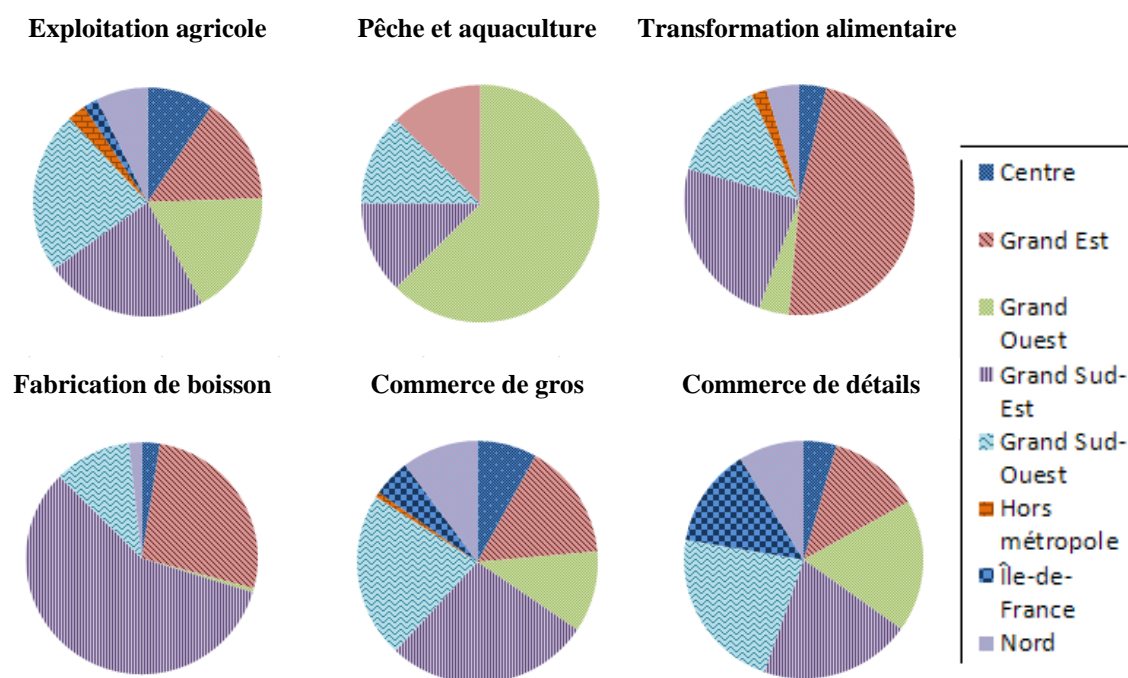 Exploitation agricole
Pêche et aquaculture
Transformation alimentaire
Fabrication de boisson
Commerce de gros
Commerce de détails
Centre
Grand Est
Grand
Ouest
Grand Sud-
Est
Grand Sud-
Ouest
Hors
métropole
Île-de-
France
Nord